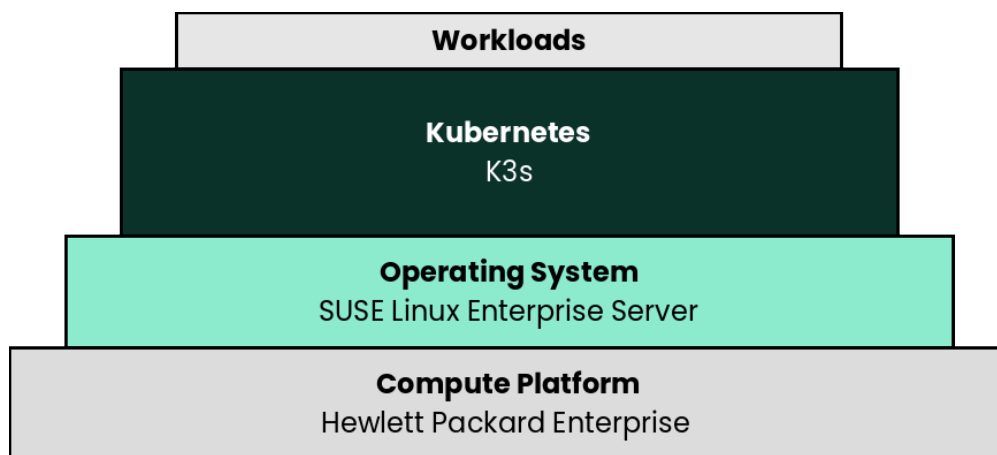 Workloads
Kubernetes
K3s
Operating System
SUSE Linux Enterprise Server
Compute Platform
Hewlett Packard Enterprise